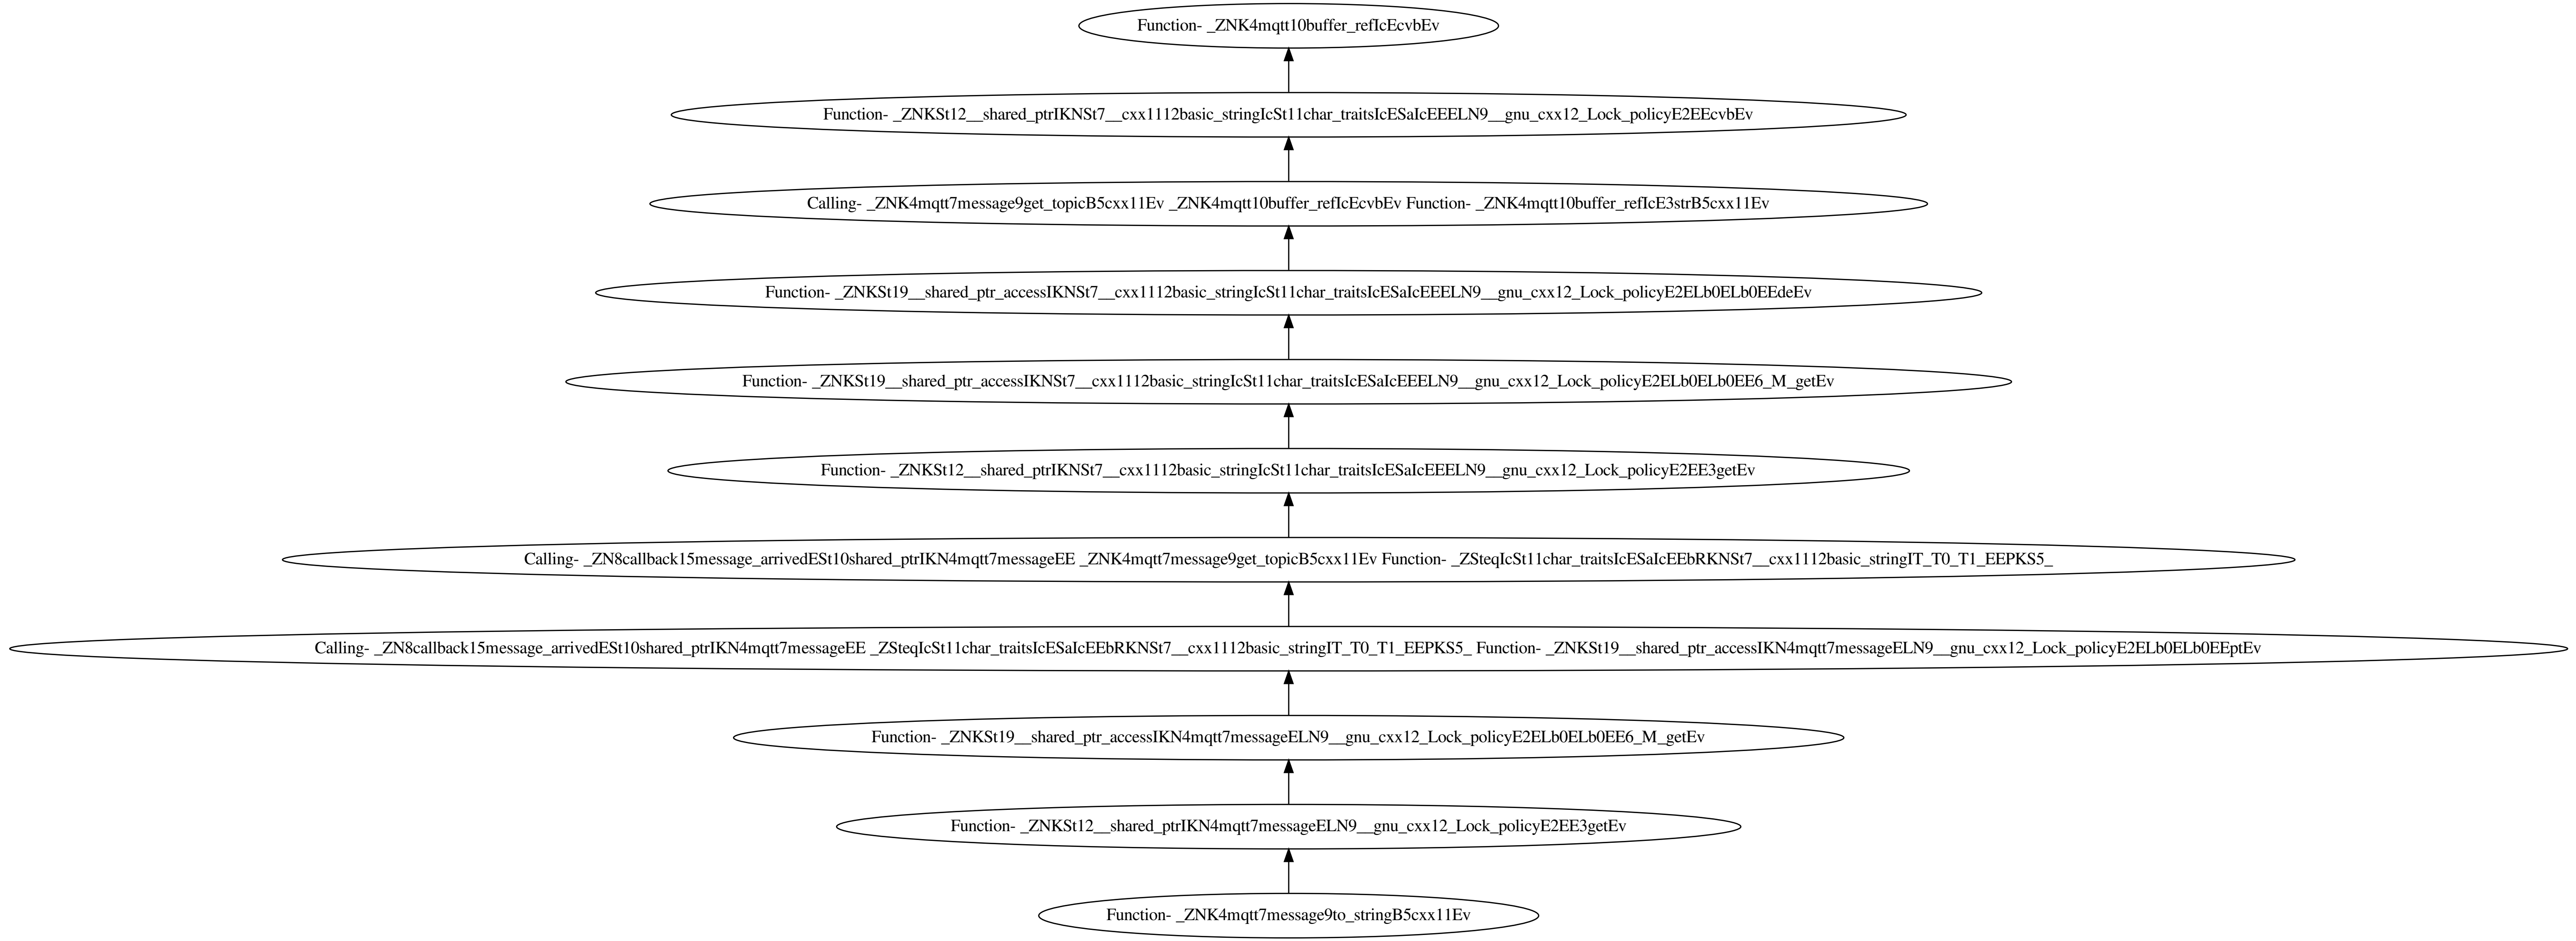 Function- _ZNK4mqtt10buffer_refIcEcvbEv
Function- _ZNKSt12__shared_ptrIKNSt7__cxx1112basic_stringIcSt11char_traitsIcESaIcEEELN9__gnu_cxx12_Lock_policyE2EEcvbEv
Calling- _ZNK4mqtt7message9get_topicB5cxx11Ev _ZNK4mqtt10buffer_refIcEcvbEv Function- _ZNK4mqtt10buffer_refIcE3strB5cxx11Ev
Function- _ZNKSt19__shared_ptr_accessIKNSt7__cxx1112basic_stringIcSt11char_traitsIcESaIcEEELN9__gnu_cxx12_Lock_policyE2ELb0ELb0EEdeEv
Function- _ZNKSt19__shared_ptr_accessIKNSt7__cxx1112basic_stringIcSt11char_traitsIcESaIcEEELN9__gnu_cxx12_Lock_policyE2ELb0ELb0EE6_M_getEv
Function- _ZNKSt12__shared_ptrIKNSt7__cxx1112basic_stringIcSt11char_traitsIcESaIcEEELN9__gnu_cxx12_Lock_policyE2EE3getEv
Calling- _ZN8callback15message_arrivedESt10shared_ptrIKN4mqtt7messageEE _ZNK4mqtt7message9get_topicB5cxx11Ev Function- _ZSteqIcSt11char_traitsIcESaIcEEbRKNSt7__cxx1112basic_stringIT_T0_T1_EEPKS5_
Calling- _ZN8callback15message_arrivedESt10shared_ptrIKN4mqtt7messageEE _ZSteqIcSt11char_traitsIcESaIcEEbRKNSt7__cxx1112basic_stringIT_T0_T1_EEPKS5_ Function- _ZNKSt19__shared_ptr_accessIKN4mqtt7messageELN9__gnu_cxx12_Lock_policyE2ELb0ELb0EEptEv
Function- _ZNKSt19__shared_ptr_accessIKN4mqtt7messageELN9__gnu_cxx12_Lock_policyE2ELb0ELb0EE6_M_getEv
Function- _ZNKSt12__shared_ptrIKN4mqtt7messageELN9__gnu_cxx12_Lock_policyE2EE3getEv
Function- _ZNK4mqtt7message9to_stringB5cxx11Ev